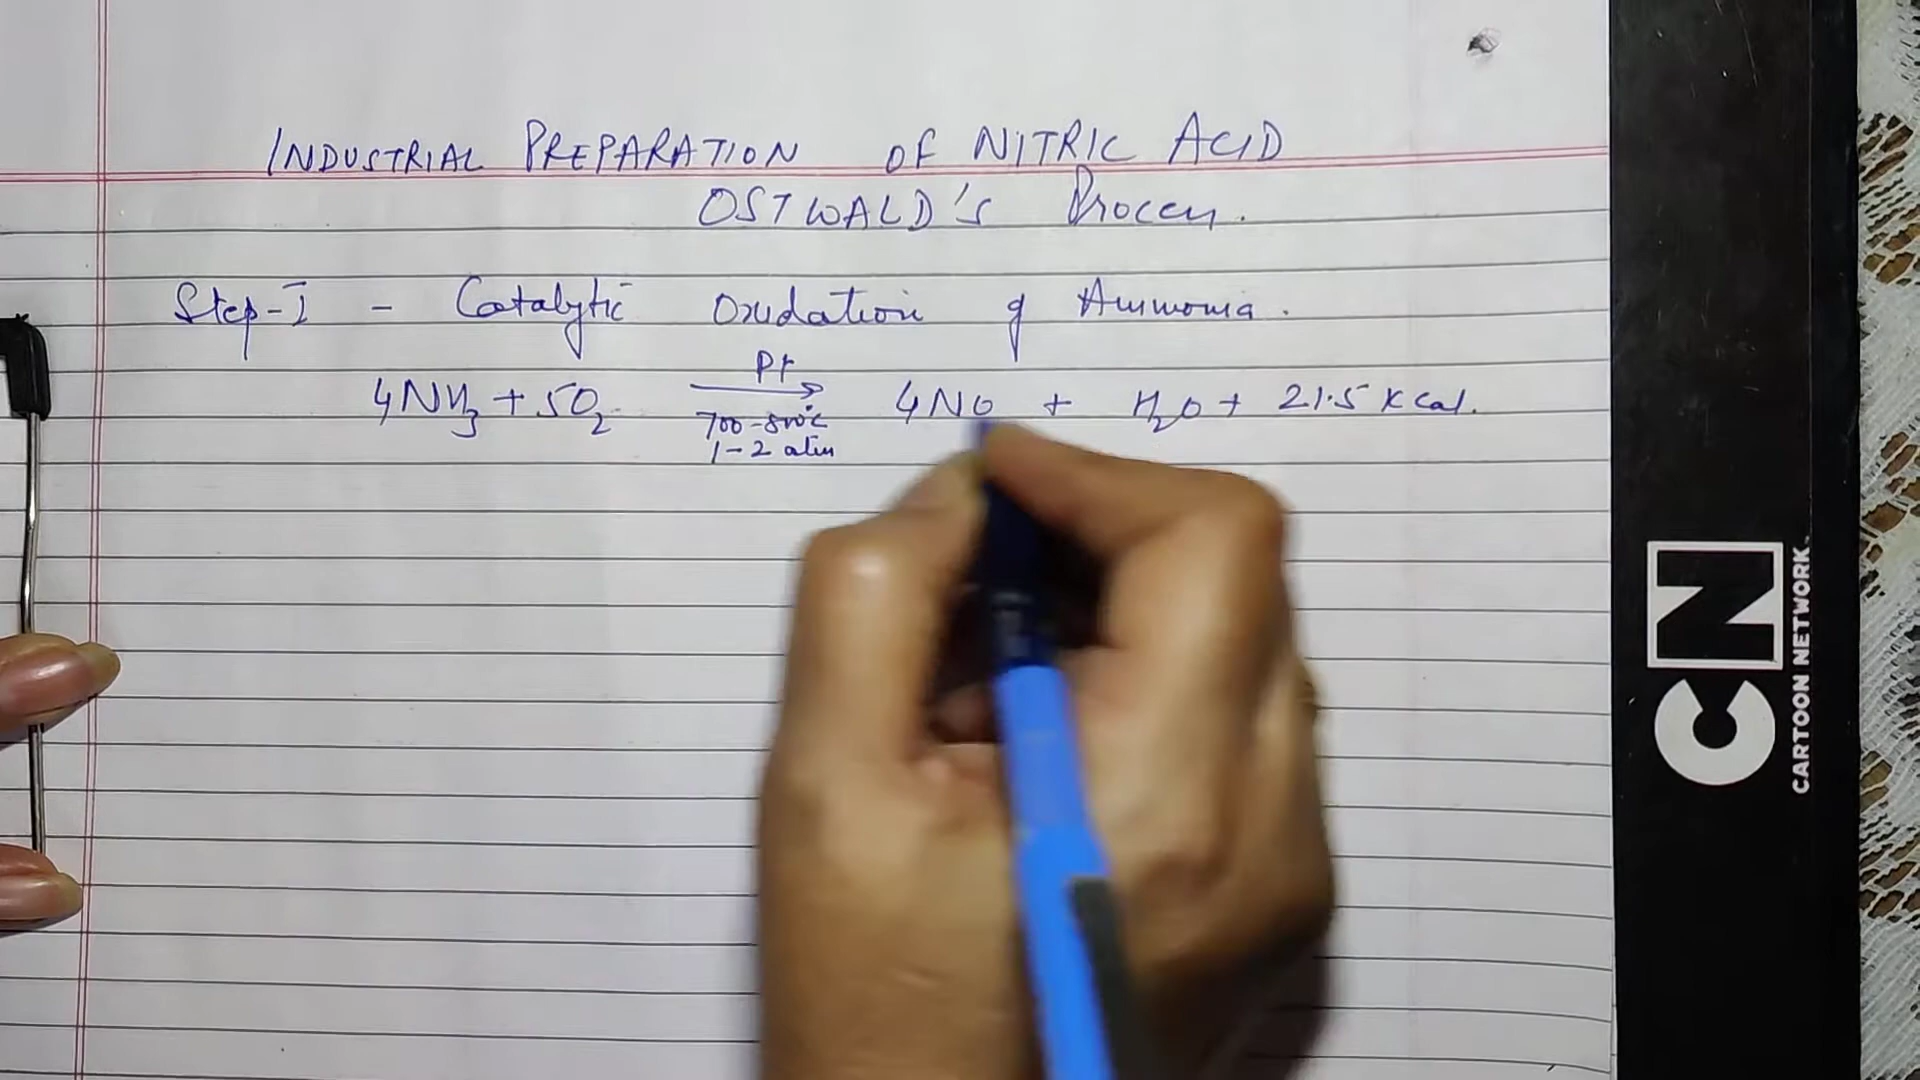 INDUSTRIAL PREPARATION OF NITRIC ACID
OSTWALD'S Process.
Step-I - Catalytic Oxidation of Ammonia.
Pt
4NH₃ + 5O₂ → 4NO + H₂O + 21.5 K Cal.
700-800°C
1-2 atm
CN
CARTOON NETWORK